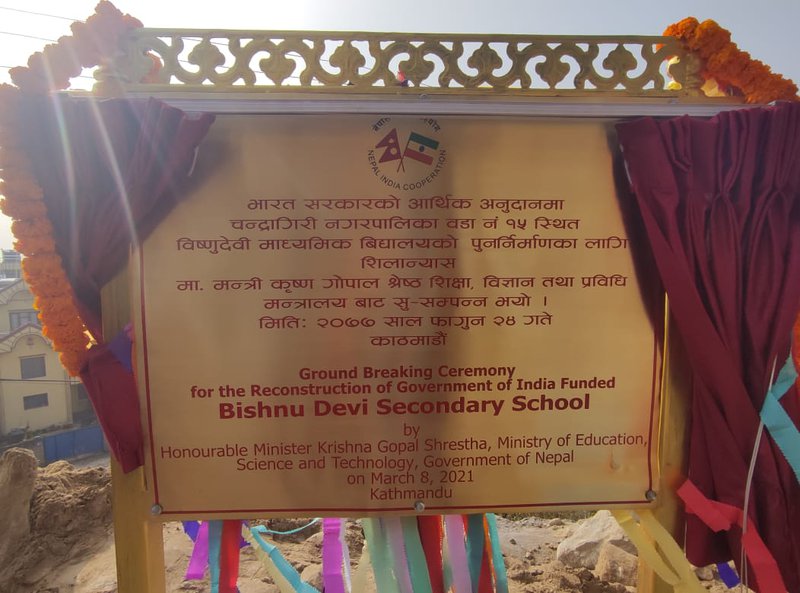 NEPAL INDIA COOPERATION
भारत सरकारको आर्थिक अनुदानमा
चन्द्रागिरी नगरपालिका वडा नं १५ स्थित
विष्णुदेवी माध्यमिक बिद्यालयको पुनर्निर्माणका लागि
शिलान्यास
मा. मन्त्री कृष्ण गोपाल श्रेष्ठ शिक्षा, विज्ञान तथा प्रविधि
मन्त्रालय बाट सु-सम्पन्न भयो ।
मिति: २०७७ साल फागुन २४ गते
काठमाडौं
Ground Breaking Ceremony
for the Reconstruction of Government of India Funded
Bishnu Devi Secondary School
by
Honourable Minister Krishna Gopal Shrestha, Ministry of Education,
Science and Technology, Government of Nepal
on March 8, 2021
Kathmandu